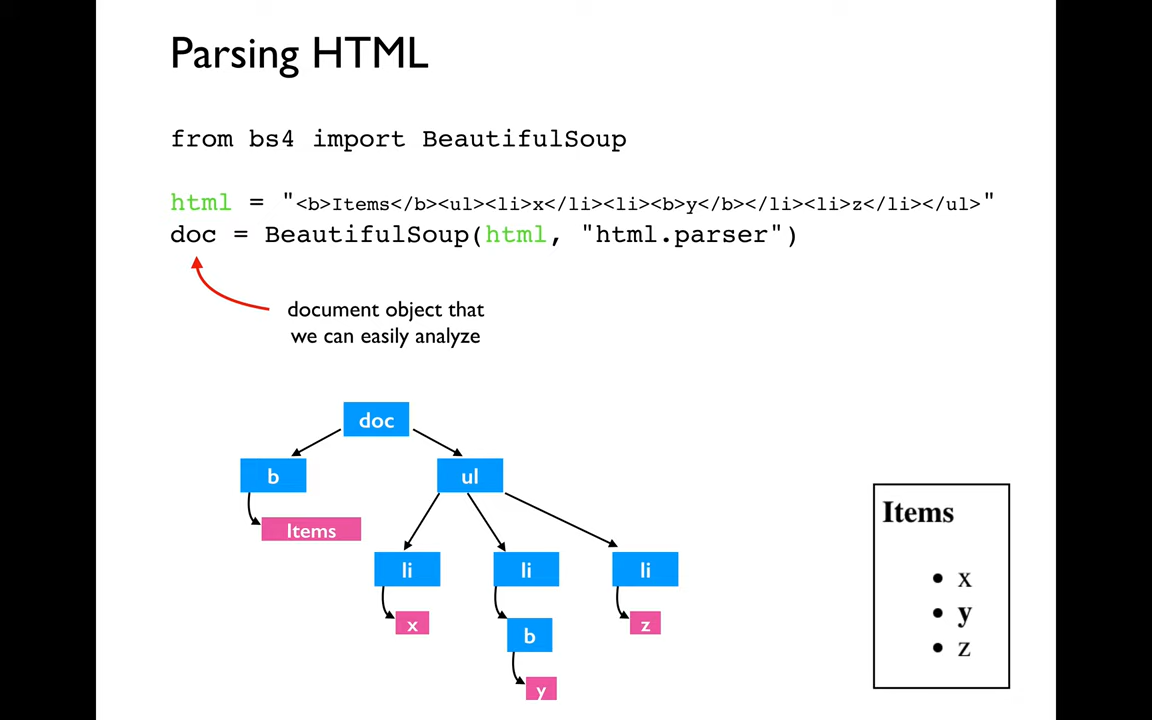 Parsing HTML
from bs4 import BeautifulSoup
html = "<b>Items</b><ul><li>x</li><li><b>y</b></li><li>z</li></ul>"
doc = BeautifulSoup(html, "html.parser")
document object that
we can easily analyze
doc
b
ul
Items
li
li
li
x
b
z
y
Items
• x
• y
• z